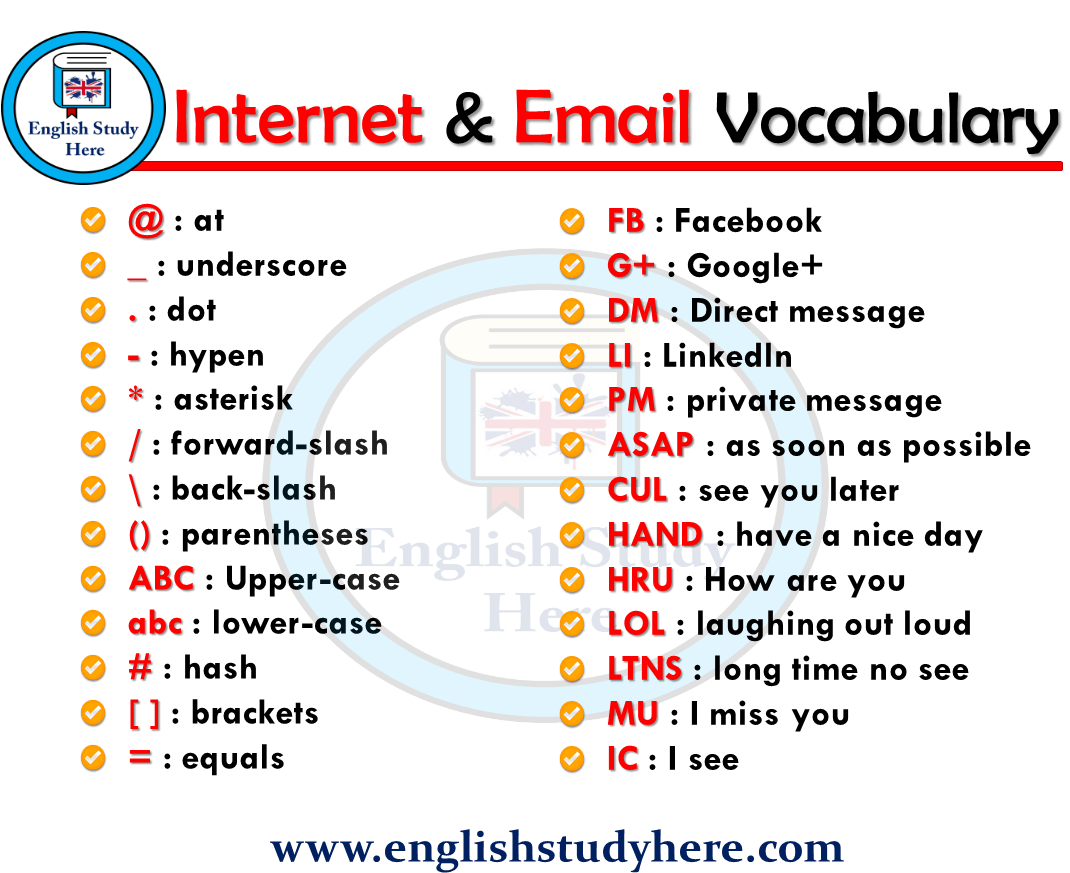 English Study
Here
Internet & Email Vocabulary
@ : at
_ : underscore
. : dot
- : hypen
* : asterisk
/ : forward-slash
\ : back-slash
() : parentheses
ABC : Upper-case
abc : lower-case
# : hash
[ ] : brackets
= : equals
FB : Facebook
G+ : Google+
DM : Direct message
LI : LinkedIn
PM : private message
ASAP : as soon as possible
CUL : see you later
HAND : have a nice day
HRU : How are you
LOL : laughing out loud
LTNS : long time no see
MU : I miss you
IC : I see
English Study
Here
www.englishstudyhere.com